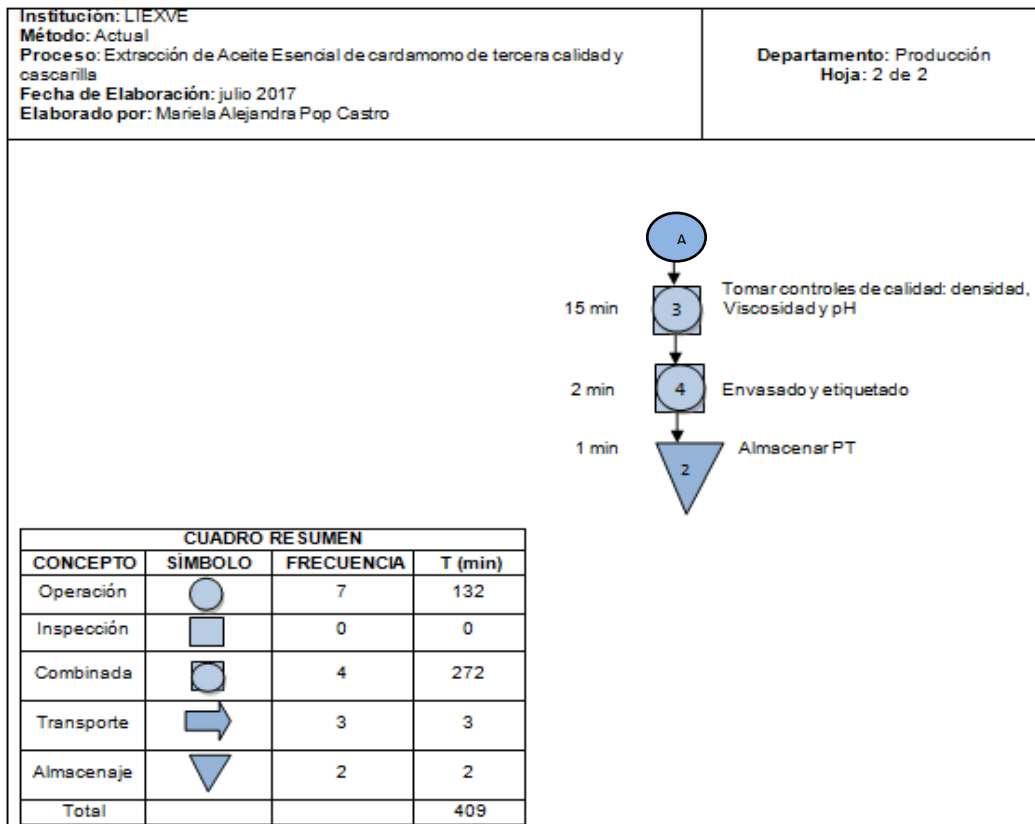 Institución: LIEXVE
Método: Actual
Proceso: Extracción de Aceite Esencial de cardamomo de tercera calidad y
cascarilla
Fecha de Elaboración: julio 2017
Elaborado por: Mariela Alejandra Pop Castro
Departamento: Producción
Hoja: 2 de 2
A
15 min
3
Tomar controles de calidad: densidad,
Viscosidad y pH
2 min
4
Envasado y etiquetado
1 min
2
Almacenar PT
CUADRO RESUMEN
CONCEPTO SÍMBOLO FRECUENCIA T (min)
Operación 7 132
Inspección 0 0
Combinada 4 272
Transporte 3 3
Almacenaje 2 2
Total 409